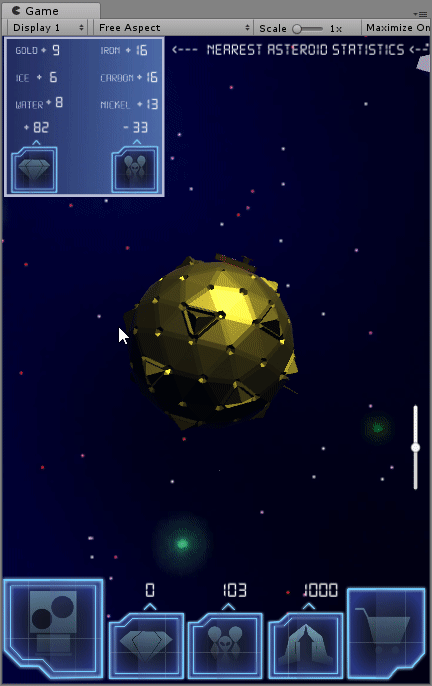 Game
Display 1 Free Aspect Scale 1x Maximize On
GOLD + 9 IRON + 16 <--- NEAREST ASTEROID STATISTICS <--
ICE + 6 CARBON + 16
WATER + 8 NICKEL + 13
+ 82 - 33
0 103 1000